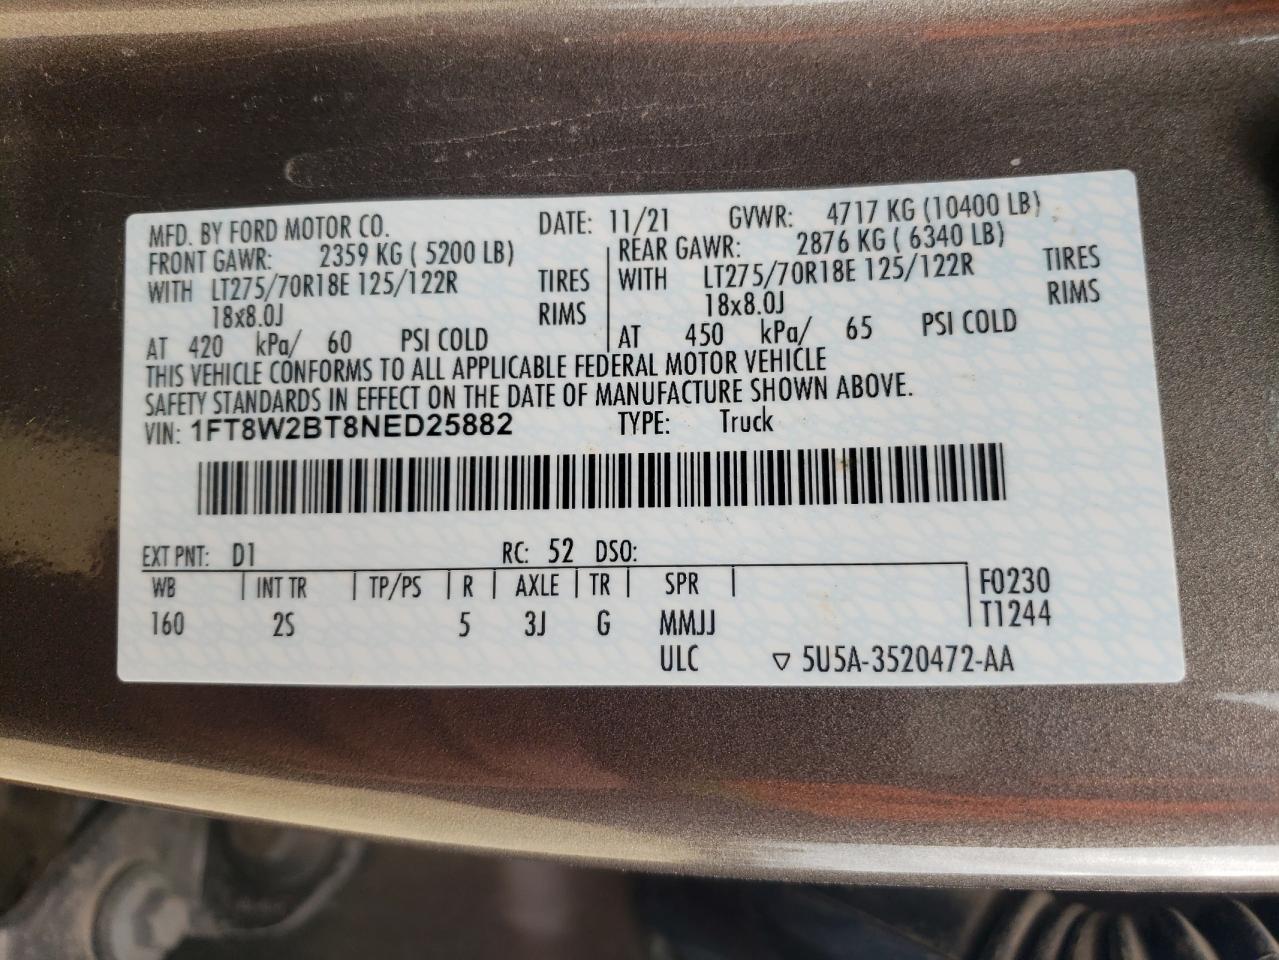 MFD. BY FORD MOTOR CO. DATE: 11/21 GVWR: 4717 KG (10400 LB)
FRONT GAWR: 2359 KG ( 5200 LB) REAR GAWR: 2876 KG ( 6340 LB)
WITH LT275/70R18E 125/122R TIRES WITH LT275/70R18E 125/122R TIRES
18x8.0J RIMS 18x8.0J RIMS
AT 420 kPa/ 60 PSI COLD AT 450 kPa/ 65 PSI COLD
THIS VEHICLE CONFORMS TO ALL APPLICABLE FEDERAL MOTOR VEHICLE
SAFETY STANDARDS IN EFFECT ON THE DATE OF MANUFACTURE SHOWN ABOVE.
VIN: 1FT8W2BT8NED25882 TYPE: Truck
EXT PNT: D1 RC: 52 DSO:
WB INT TR TP/PS R AXLE TR SPR F0230
160 2S 5 3J G MMJJ T1244
ULC ▽ 5U5A-3520472-AA